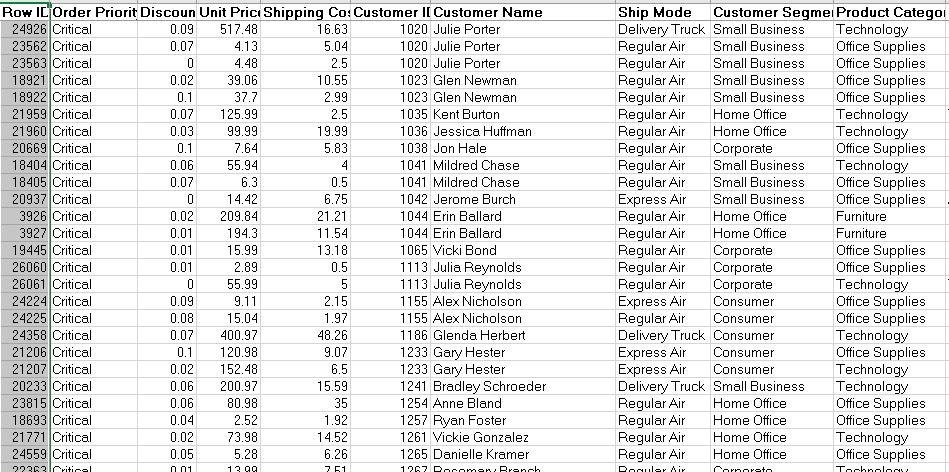 Row ID Order Priorit Discoun Unit Price Shipping Cos Customer ID Customer Name Ship Mode Customer Segme Product Catego
24926 Critical 0.09 517.48 16.63 1020 Julie Porter Delivery Truck Small Business Technology
23562 Critical 0.07 4.13 5.04 1020 Julie Porter Regular Air Small Business Office Supplies
23563 Critical 0 4.48 2.5 1020 Julie Porter Regular Air Small Business Office Supplies
18921 Critical 0.02 39.06 10.55 1023 Glen Newman Regular Air Small Business Office Supplies
18922 Critical 0.1 37.7 2.99 1023 Glen Newman Regular Air Small Business Office Supplies
21959 Critical 0.07 125.99 2.5 1035 Kent Burton Regular Air Home Office Technology
21960 Critical 0.03 99.99 19.99 1036 Jessica Huffman Regular Air Home Office Technology
20669 Critical 0.1 7.64 5.83 1038 Jon Hale Regular Air Corporate Office Supplies
18404 Critical 0.06 55.94 4 1041 Mildred Chase Regular Air Small Business Technology
18405 Critical 0.07 6.3 0.5 1041 Mildred Chase Regular Air Small Business Office Supplies
20937 Critical 0 14.42 6.75 1042 Jerome Burch Express Air Small Business Office Supplies
3926 Critical 0.02 209.84 21.21 1044 Erin Ballard Regular Air Home Office Furniture
3927 Critical 0.01 194.3 11.54 1044 Erin Ballard Regular Air Home Office Furniture
19445 Critical 0.01 15.99 13.18 1065 Vicki Bond Regular Air Corporate Office Supplies
26060 Critical 0.01 2.89 0.5 1113 Julia Reynolds Regular Air Corporate Office Supplies
26061 Critical 0 55.99 5 1113 Julia Reynolds Regular Air Corporate Technology
24224 Critical 0.09 9.11 2.15 1155 Alex Nicholson Express Air Consumer Office Supplies
24225 Critical 0.08 15.04 1.97 1155 Alex Nicholson Regular Air Consumer Office Supplies
24358 Critical 0.07 400.97 48.26 1186 Glenda Herbert Delivery Truck Consumer Technology
21206 Critical 0.1 120.98 9.07 1233 Gary Hester Express Air Consumer Office Supplies
21207 Critical 0.02 152.48 6.5 1233 Gary Hester Express Air Consumer Technology
20233 Critical 0.06 200.97 15.59 1241 Bradley Schroeder Delivery Truck Small Business Technology
23815 Critical 0.06 80.98 35 1254 Anne Bland Regular Air Home Office Office Supplies
18693 Critical 0.04 2.52 1.92 1257 Ryan Foster Regular Air Home Office Office Supplies
21771 Critical 0.02 73.98 14.52 1261 Vickie Gonzalez Regular Air Home Office Technology
24559 Critical 0.05 5.28 6.26 1265 Danielle Kramer Regular Air Home Office Office Supplies
22363 Critical 0.01 13.99 7.51 1267 Rosemary Branch Regular Air Corporate Technology